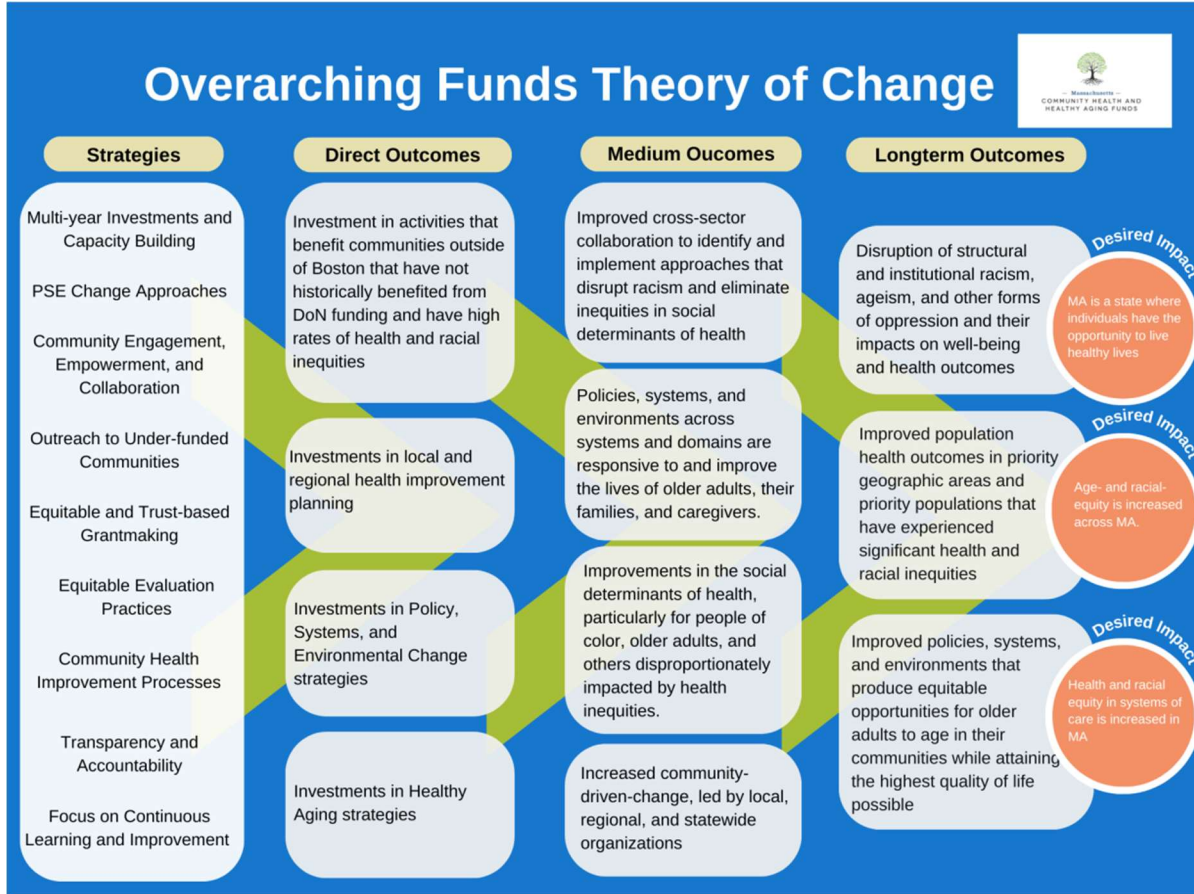 Overarching Funds Theory of Change
— Massachusetts —
COMMUNITY HEALTH AND
HEALTHY AGING FUNDS
Strategies
Multi-year Investments and
Capacity Building
PSE Change Approaches
Community Engagement,
Empowerment, and
Collaboration
Outreach to Under-funded
Communities
Equitable and Trust-based
Grantmaking
Equitable Evaluation
Practices
Community Health
Improvement Processes
Transparency and
Accountability
Focus on Continuous
Learning and Improvement
Direct Outcomes
Investment in activities that
benefit communities outside
of Boston that have not
historically benefited from
DoN funding and have high
rates of health and racial
inequities
Investments in local and
regional health improvement
planning
Investments in Policy,
Systems, and
Environmental Change
strategies
Investments in Healthy
Aging strategies
Medium Oucomes
Improved cross-sector
collaboration to identify and
implement approaches that
disrupt racism and eliminate
inequities in social
determinants of health
Policies, systems, and
environments across
systems and domains are
responsive to and improve
the lives of older adults, their
families, and caregivers.
Improvements in the social
determinants of health,
particularly for people of
color, older adults, and
others disproportionately
impacted by health
inequities.
Increased community-
driven-change, led by local,
regional, and statewide
organizations
Longterm Outcomes
Disruption of structural
and institutional racism,
ageism, and other forms
of oppression and their
impacts on well-being
and health outcomes
Improved population
health outcomes in priority
geographic areas and
priority populations that
have experienced
significant health and
racial inequities
Improved policies, systems,
and environments that
produce equitable
opportunities for older
adults to age in their
communities while attaining
the highest quality of life
possible
Desired Impact
MA is a state where
individuals have the
opportunity to live
healthy lives
Desired Impact
Age- and racial-
equity is increased
across MA.
Desired Impact
Health and racial
equity in systems of
care is increased in
MA